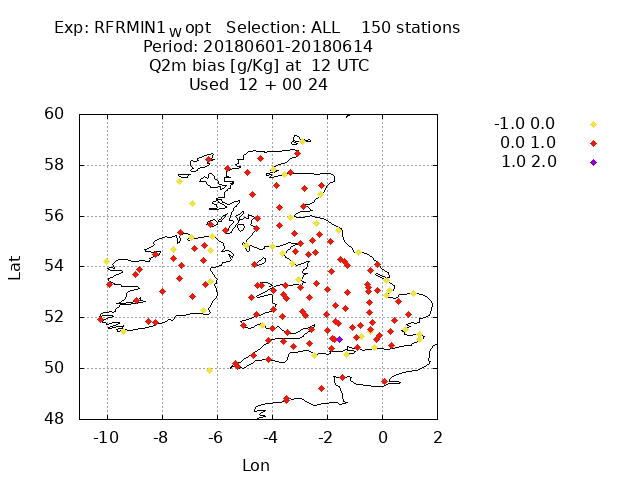 Exp: RFRMIN1_W opt   Selection: ALL    150 stations
Period: 20180601-20180614
Q2m bias [g/Kg] at  12 UTC
Used  12 + 00 24
-1.0 0.0
0.0 1.0
1.0 2.0
60
58
56
54
52
50
48
Lat
-10 -8 -6 -4 -2 0 2
Lon